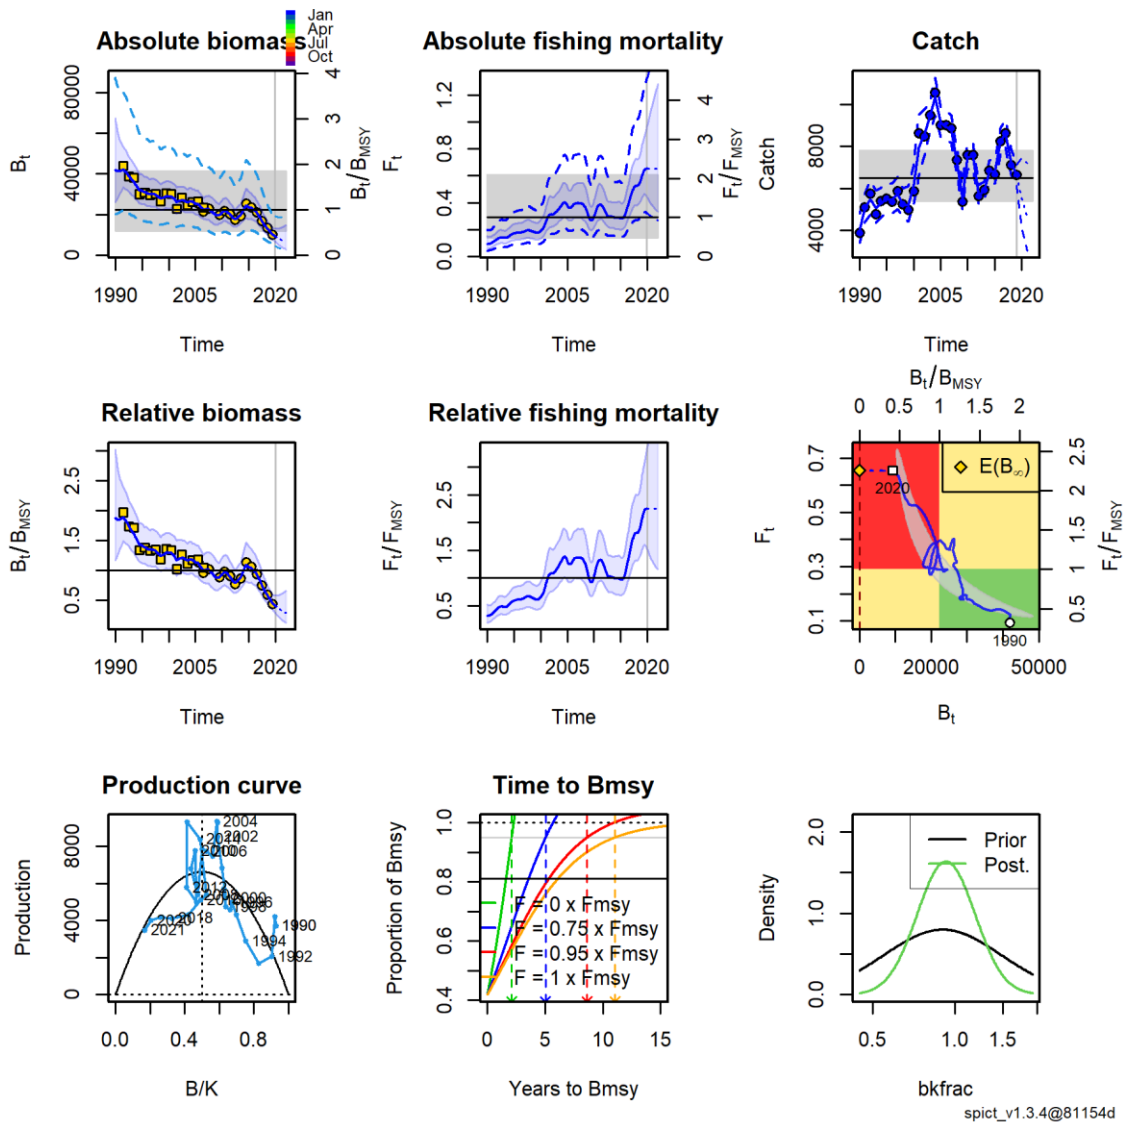 Jan
Apr
Jul
Oct
Absolute biomass
Absolute fishing mortality
Catch
Bt
0 40000 80000
Bt/BMSY
0 1 2 3 4
1990 2005 2020
Time
Ft
0.0 0.4 0.8 1.2
Ft/FMSY
0 1 2 3 4
1990 2005 2020
Time
Catch
4000 8000
1990 2005 2020
Time
Relative biomass
Bt/BMSY
0.5 1.5 2.5
1990 2005 2020
Time
Relative fishing mortality
Ft/FMSY
0.5 1.5 2.5
1990 2005 2020
Time
Bt/BMSY
0 0.5 1 2
E(B∞)
2020
1990
Ft
0.1 0.3 0.5 0.7
Ft/FMSY
0.5 1 1.5 2 2.5
0 20000 50000
Bt
Production curve
Production
0 4000 8000
2004
2002
2006
1990
1994
1992
2018
2020
2021
0.0 0.4 0.8
B/K
Time to Bmsy
Proportion of Bmsy
0.4 0.6 0.8 1.0
F = 0 x Fmsy
F = 0.75 x Fmsy
F = 0.95 x Fmsy
F = 1 x Fmsy
0 5 10 15
Years to Bmsy
Prior
Post.
Density
0.0 1.0 2.0
0.5 1.0 1.5
bkfrac
spict_v1.3.4@81154d